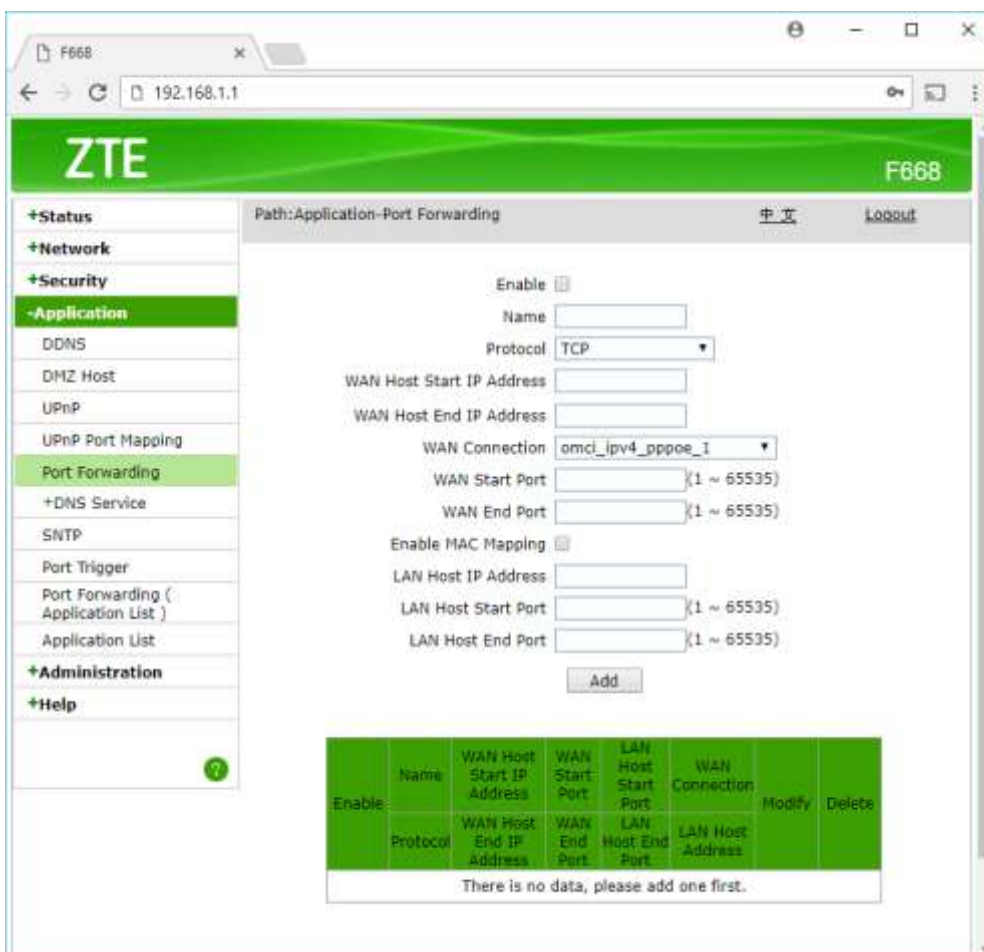 F668
192.168.1.1
ZTE
F668
+Status
Path:Application-Port Forwarding
中文
Logout
+Network
+Security
-Application
DDNS
DMZ Host
UPnP
UPnP Port Mapping
Port Forwarding
+DNS Service
SNTP
Port Trigger
Port Forwarding (
Application List )
Application List
+Administration
+Help
?
Enable
Name
Protocol TCP
WAN Host Start IP Address
WAN Host End IP Address
WAN Connection omci_ipv4_pppoe_1
WAN Start Port (1 ~ 65535)
WAN End Port (1 ~ 65535)
Enable MAC Mapping
LAN Host IP Address
LAN Host Start Port (1 ~ 65535)
LAN Host End Port (1 ~ 65535)
Add
Enable
Name
WAN Host
Start IP
Address
WAN
Start
Port
LAN
Host
Start
Port
WAN
Connection
Modify
Delete
Protocol
WAN Host
End IP
Address
WAN
End
Port
LAN
Host End
Port
LAN Host
Address
There is no data, please add one first.